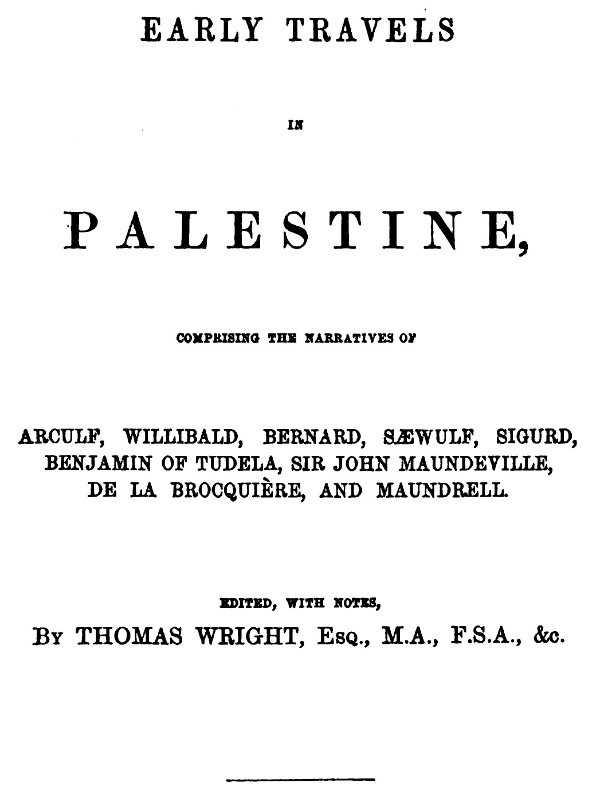 EARLY TRAVELS
IN
PALESTINE,
COMPRISING THE NARRATIVES OF
ARCULF, WILLIBALD, BERNARD, SÆWULF, SIGURD,
BENJAMIN OF TUDELA, SIR JOHN MAUNDEVILLE,
DE LA BROCQUIÈRE, AND MAUNDRELL.
EDITED, WITH NOTES,
BY THOMAS WRIGHT, ESQ., M.A., F.S.A., &c.